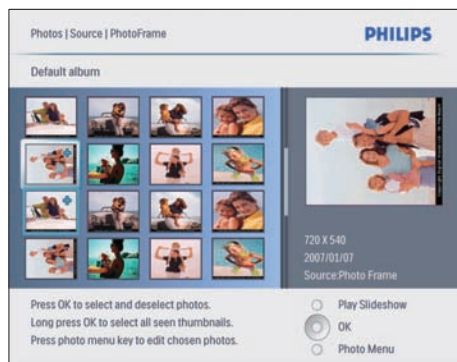 Photos | Source | PhotoFrame
PHILIPS
Default album
720 X 540
2007/01/07
Source:Photo Frame
Press OK to select and deselect photos.
Long press OK to select all seen thumbnails.
Press photo menu key to edit chosen photos.
Play Slideshow
OK
Photo Menu